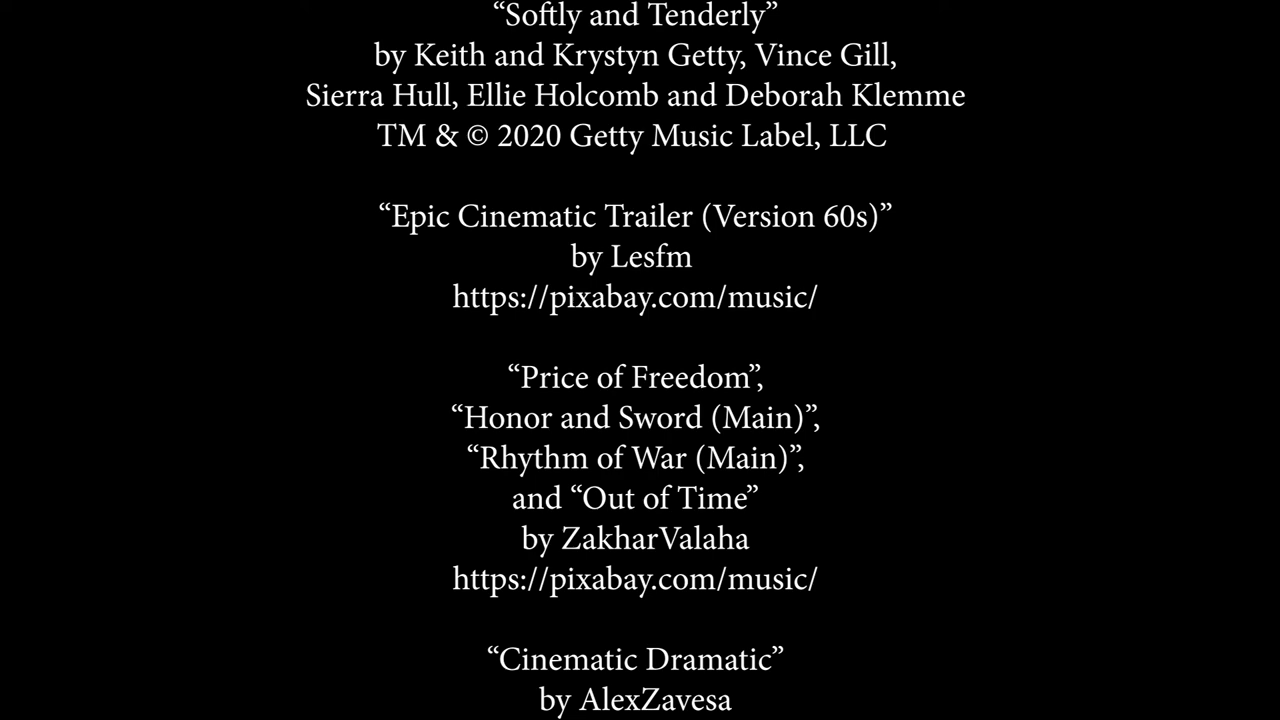 “Softly and Tenderly”
by Keith and Krystyn Getty, Vince Gill,
Sierra Hull, Ellie Holcomb and Deborah Klemme
TM & © 2020 Getty Music Label, LLC
“Epic Cinematic Trailer (Version 60s)”
by Lesfm
https://pixabay.com/music/
“Price of Freedom”,
“Honor and Sword (Main)”,
“Rhythm of War (Main)”,
and “Out of Time”
by ZakharValaha
https://pixabay.com/music/
“Cinematic Dramatic”
by AlexZavesa